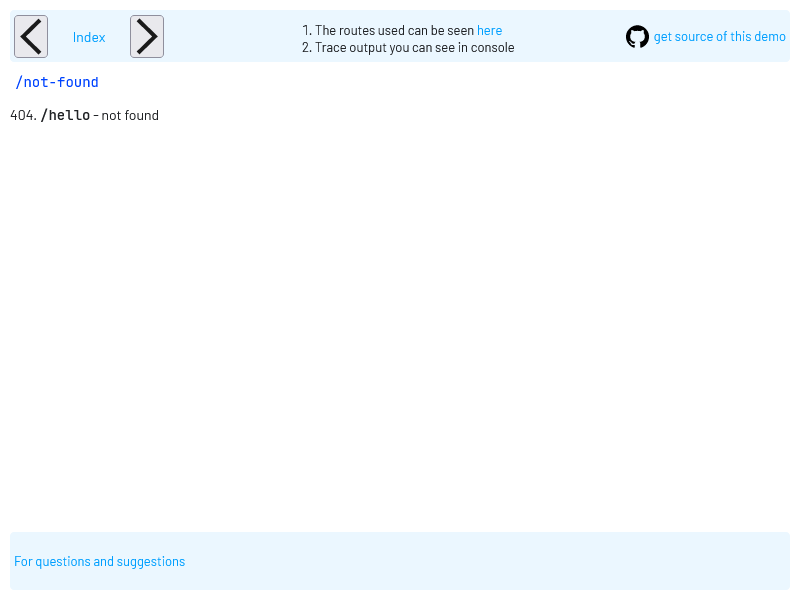 Index
1. The routes used can be seen here
2. Trace output you can see in console
get source of this demo
/not-found
404. /hello - not found
For questions and suggestions